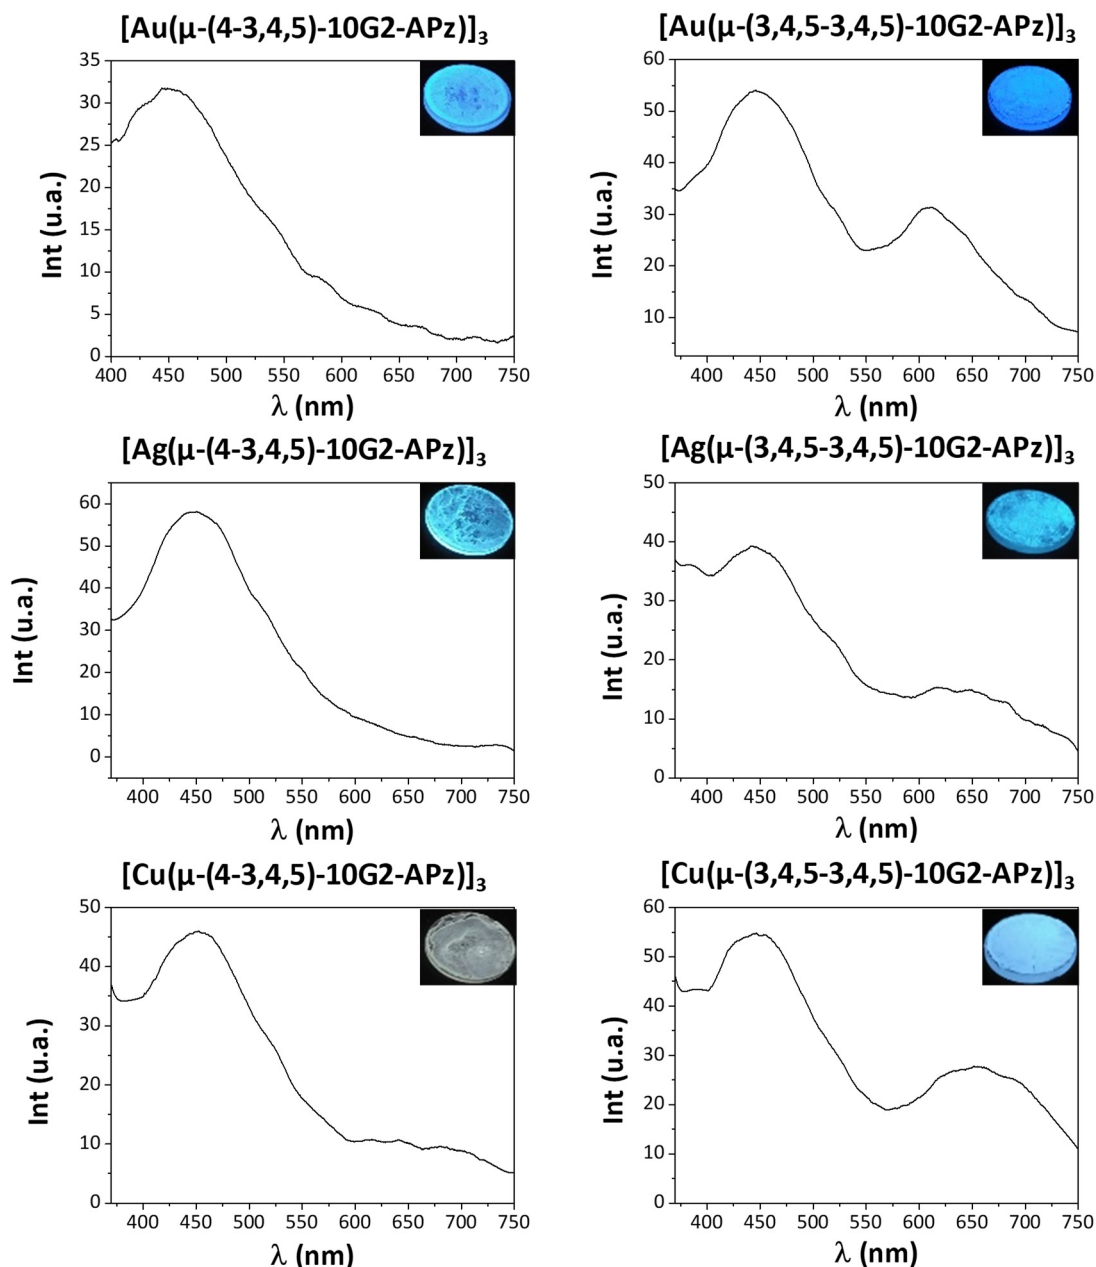 [Au(μ-(4-3,4,5)-10G2-APz)]₃
35
30
25
20
15
10
5
0
Int (u.a.)
400 450 500 550 600 650 700 750
λ (nm)
[Au(μ-(3,4,5-3,4,5)-10G2-APz)]₃
60
50
40
30
20
10
Int (u.a.)
400 450 500 550 600 650 700 750
λ (nm)
[Ag(μ-(4-3,4,5)-10G2-APz)]₃
60
50
40
30
20
10
0
Int (u.a.)
400 450 500 550 600 650 700 750
λ (nm)
[Ag(μ-(3,4,5-3,4,5)-10G2-APz)]₃
50
40
30
20
10
0
Int (u.a.)
400 450 500 550 600 650 700 750
λ (nm)
[Cu(μ-(4-3,4,5)-10G2-APz)]₃
50
40
30
20
10
0
Int (u.a.)
400 450 500 550 600 650 700 750
λ (nm)
[Cu(μ-(3,4,5-3,4,5)-10G2-APz)]₃
60
50
40
30
20
10
0
Int (u.a.)
400 450 500 550 600 650 700 750
λ (nm)